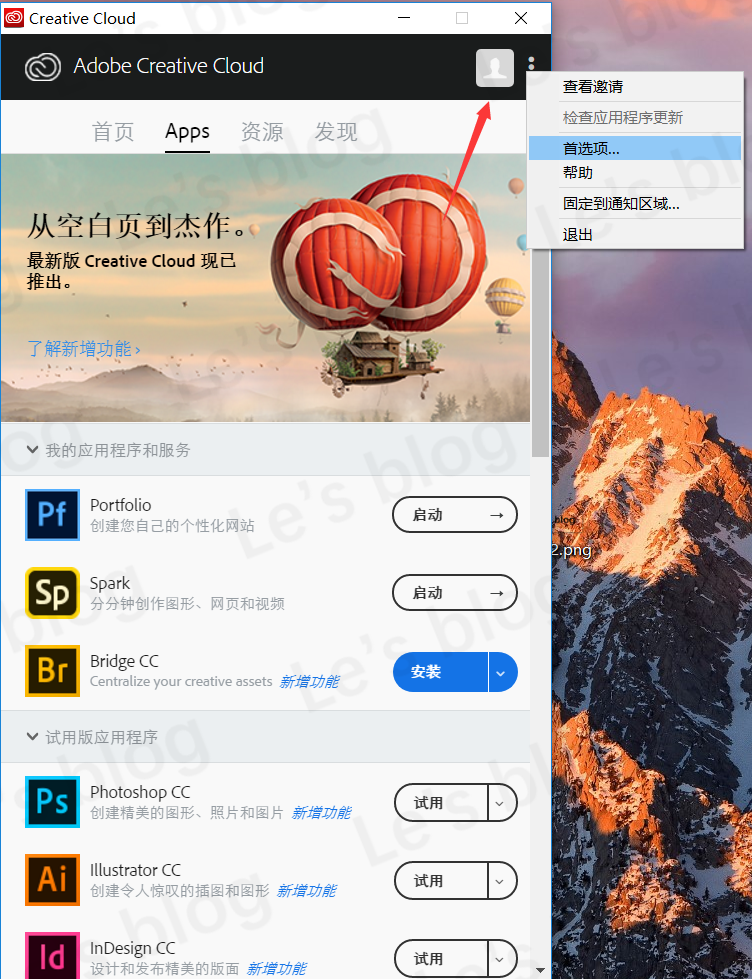 Creative Cloud
Adobe Creative Cloud
查看邀请
检查应用程序更新
首选项...
帮助
固定到通知区域...
退出
首页 Apps 资源 发现
从空白页到杰作。
最新版 Creative Cloud 现已
推出。
了解新增功能 ›
我的应用程序和服务
Pf Portfolio
创建您自己的个性化网站
启动 →
Sp Spark
分分钟创作图形、网页和视频
启动 →
2.png
Br Bridge CC
Centralize your creative assets 新增功能
安装
试用版应用程序
Ps Photoshop CC
创建精美的图形、照片和图片 新增功能
试用
Ai Illustrator CC
创建令人惊叹的插图和图形 新增功能
试用
Id InDesign CC
设计和发布精美的版面 新增功能
试用
Le's blog